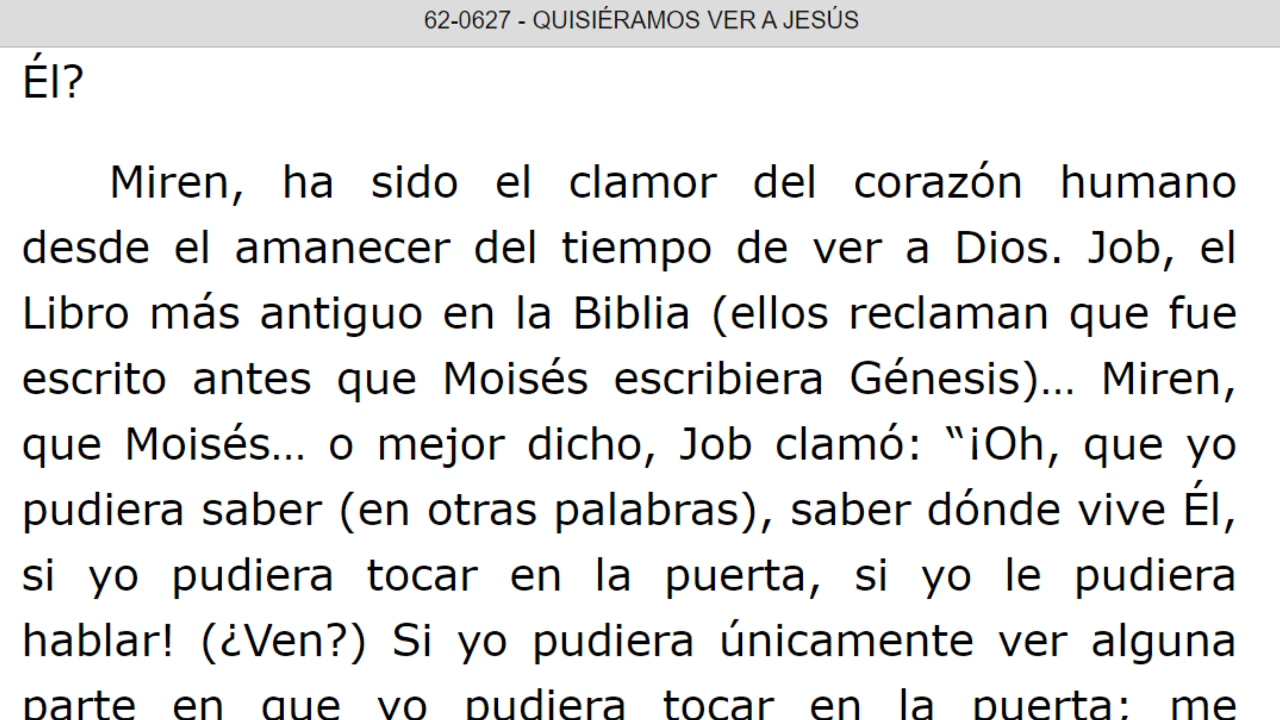 62-0627 - QUISIÉRAMOS VER A JESÚS
Él?
Miren, ha sido el clamor del corazón humano
desde el amanecer del tiempo de ver a Dios. Job, el
Libro más antiguo en la Biblia (ellos reclaman que fue
escrito antes que Moisés escribiera Génesis)… Miren,
que Moisés… o mejor dicho, Job clamó: “¡Oh, que yo
pudiera saber (en otras palabras), saber dónde vive Él,
si yo pudiera tocar en la puerta, si yo le pudiera
hablar! (¿Ven?) Si yo pudiera únicamente ver alguna
parte en que yo pudiera tocar en la puerta; me